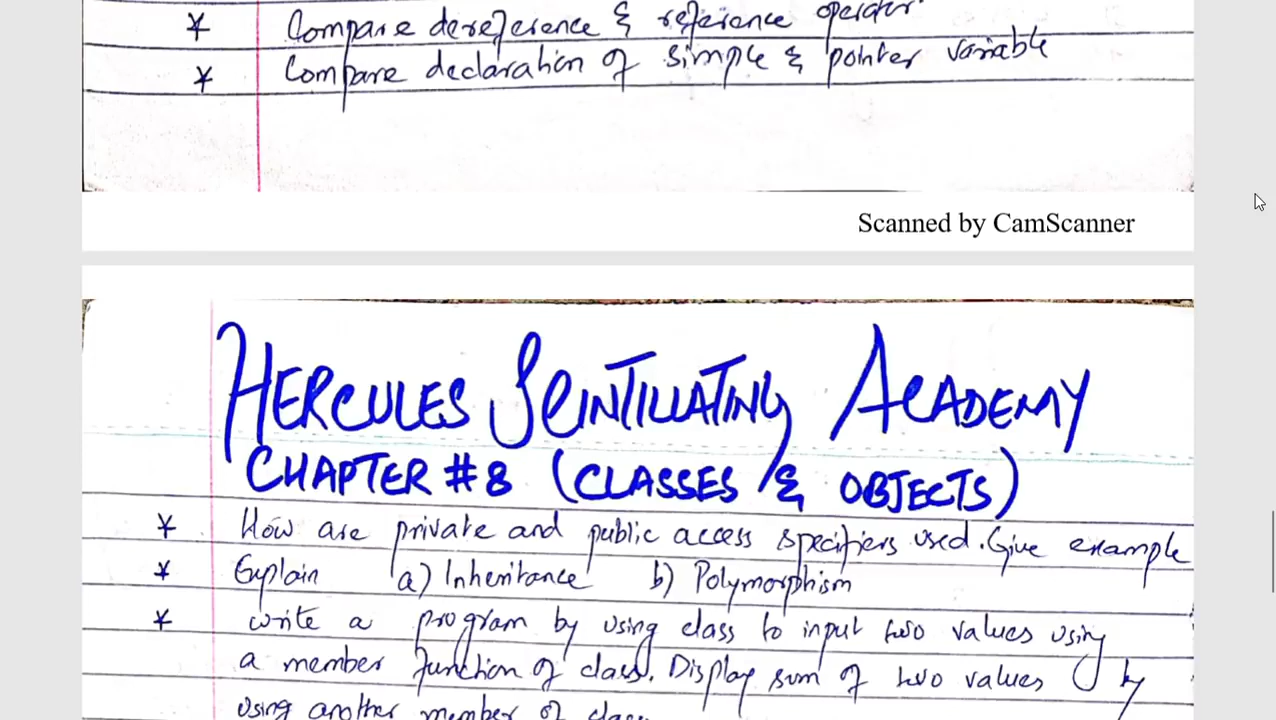 * Compare dereference & reference operator.
* Compare declaration of simple & pointer variable
Scanned by CamScanner
HERCULES SCINTILLATING ACADEMY
CHAPTER #8 (CLASSES & OBJECTS)
* How are private and public access specifiers used. Give example
* Explain a) Inheritance b) Polymorphism
* write a program by using class to input two values using
a member function of class. Display sum of two values by
using another member of class